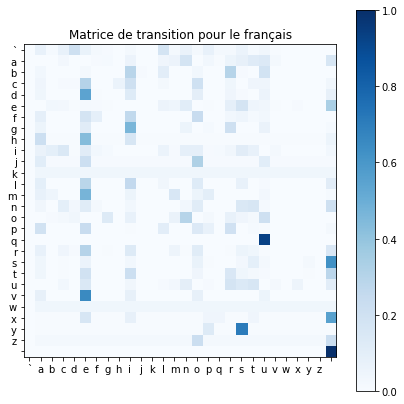 Matrice de transition pour le français
`
a
b
c
d
e
f
g
h
i
j
k
l
m
n
o
p
q
r
s
t
u
v
w
x
y
z
` a b c d e f g h i j k l m n o p q r s t u v w x y z
1.0
0.8
0.6
0.4
0.2
0.0